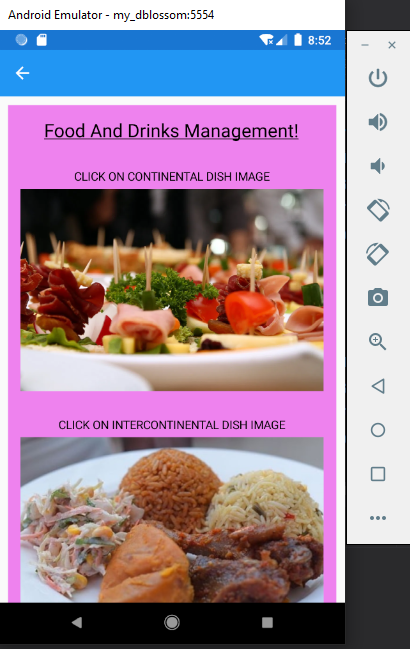 Android Emulator - my_dblossom:5554
8:52
Food And Drinks Management!
CLICK ON CONTINENTAL DISH IMAGE
CLICK ON INTERCONTINENTAL DISH IMAGE